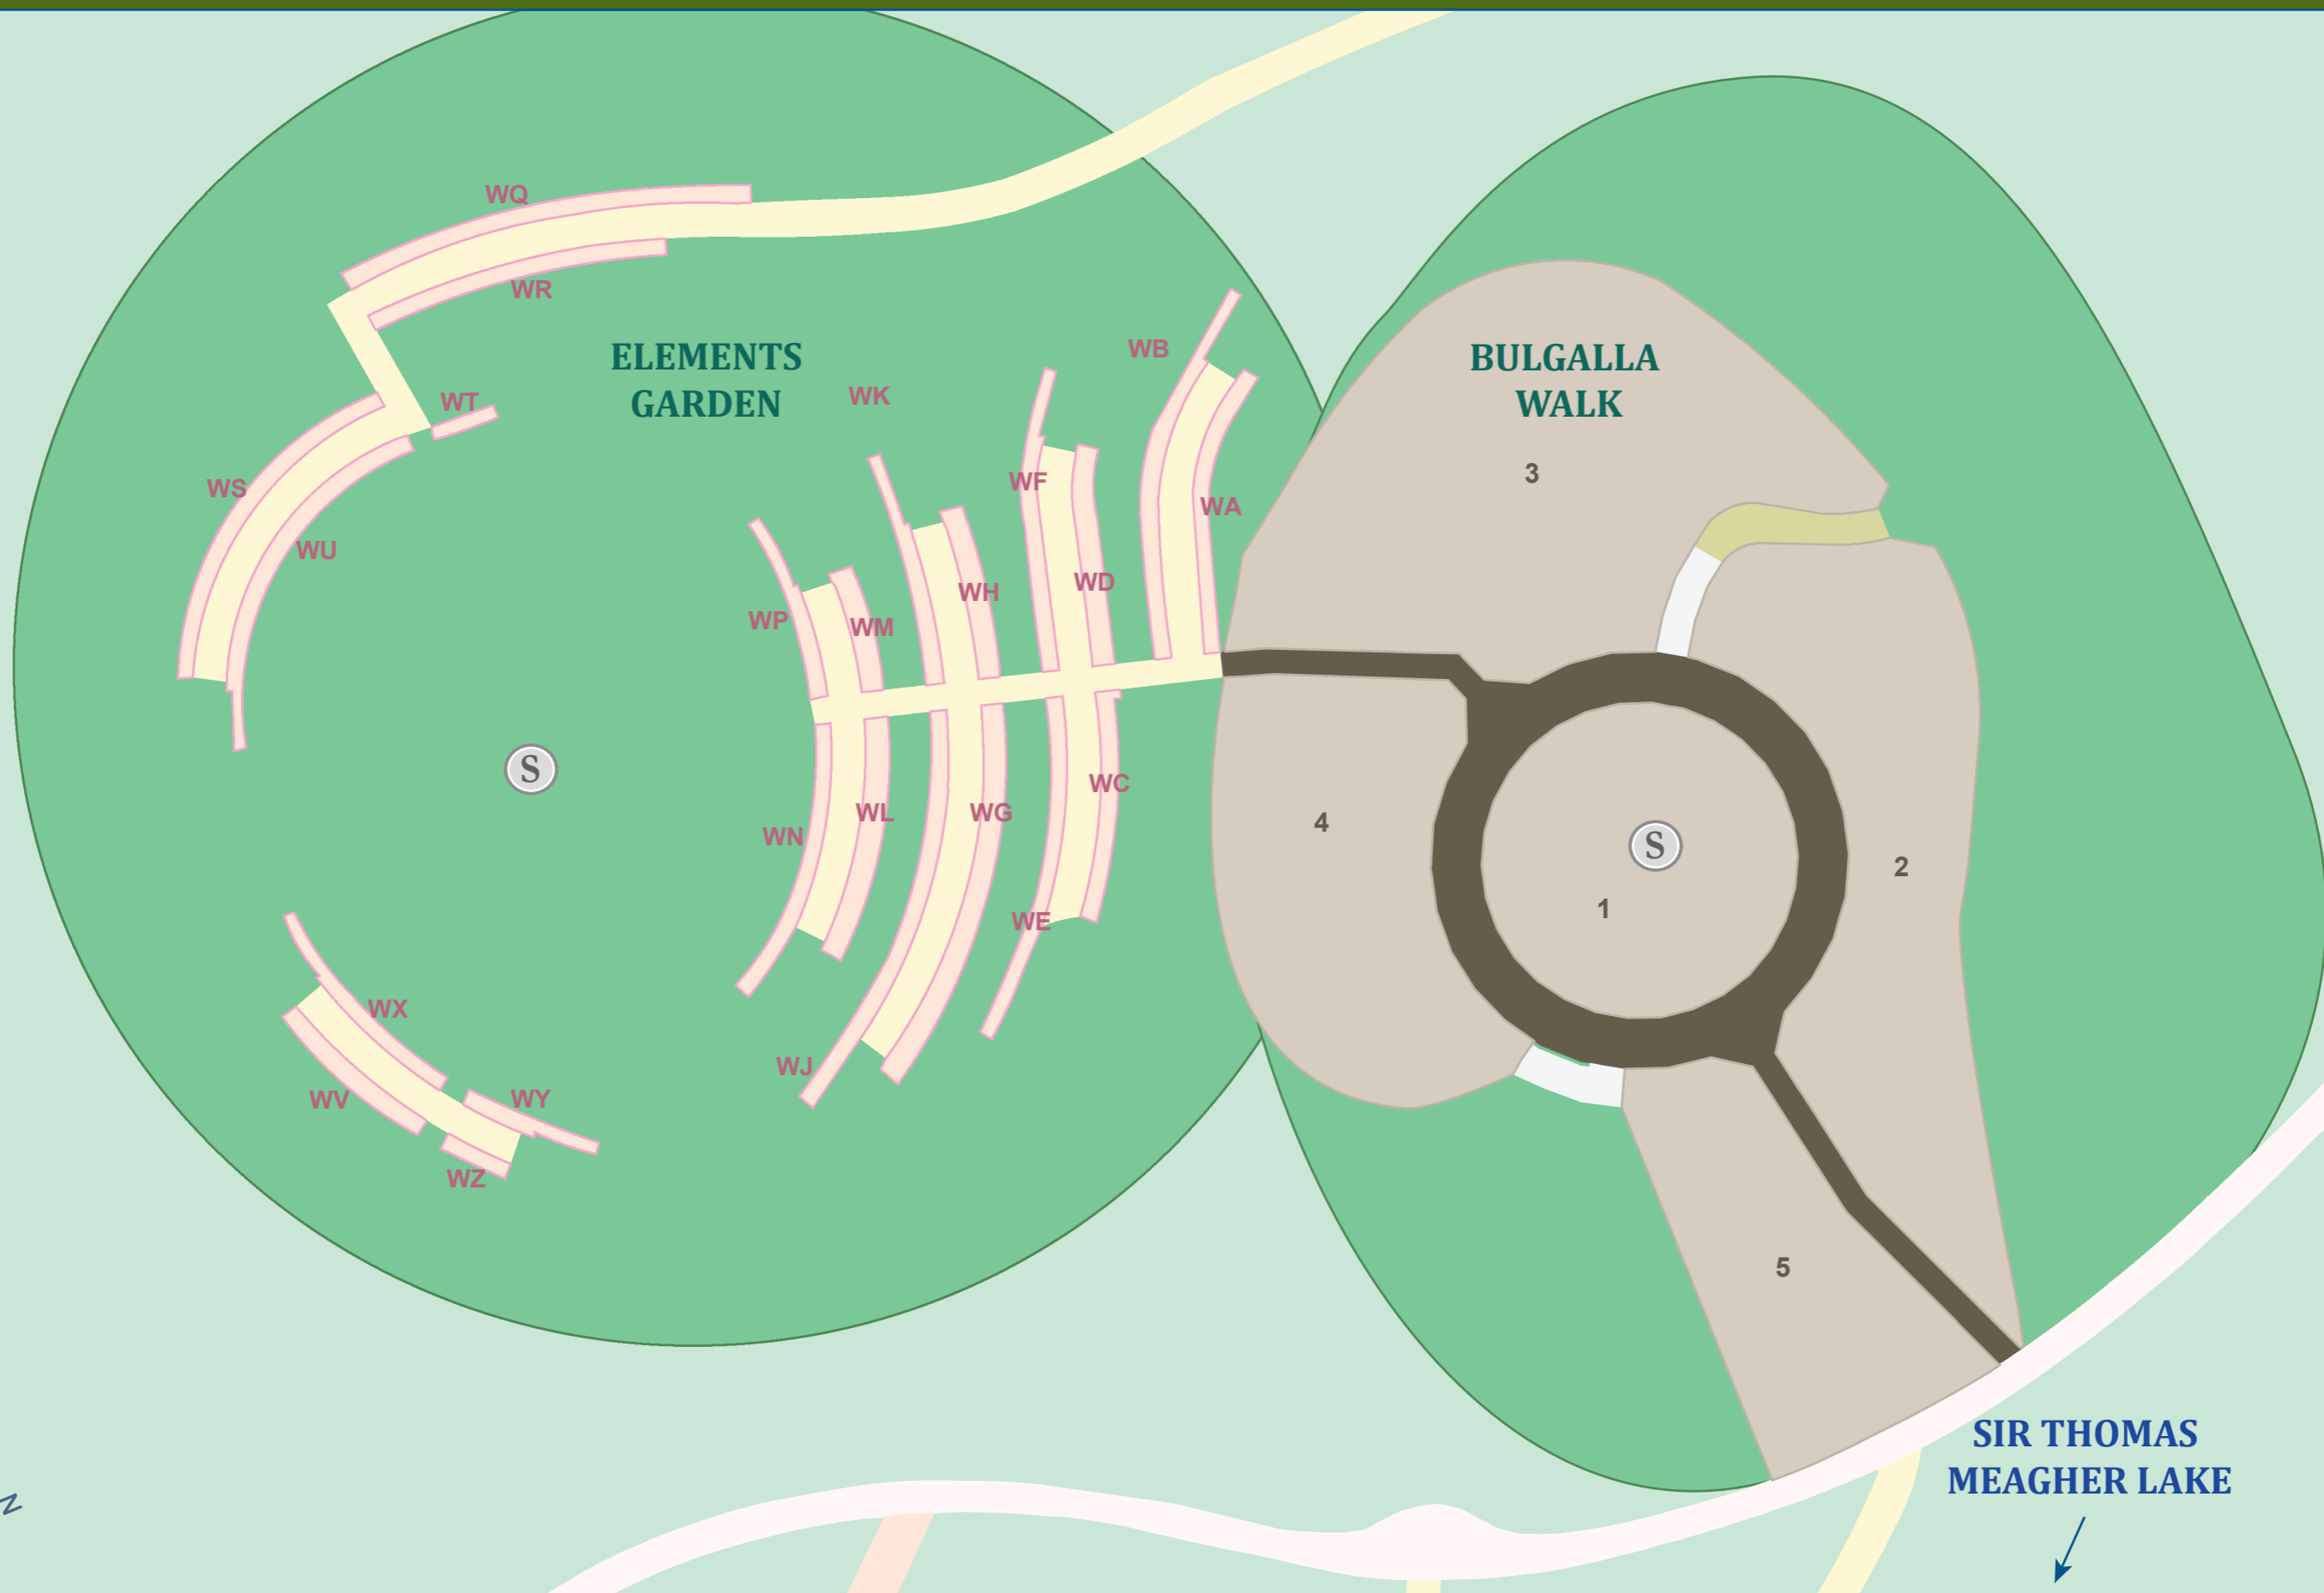 WQ
WR
ELEMENTS
GARDEN
WB
BULGALLA
WALK
WK
WT
WS
WF
3
WA
WU
WD
WH
WP
WM
S
WC
WL
WG
WN
4
S
2
1
WE
WX
WJ
WV
WY
WZ
5
SIR THOMAS
MEAGHER LAKE
N